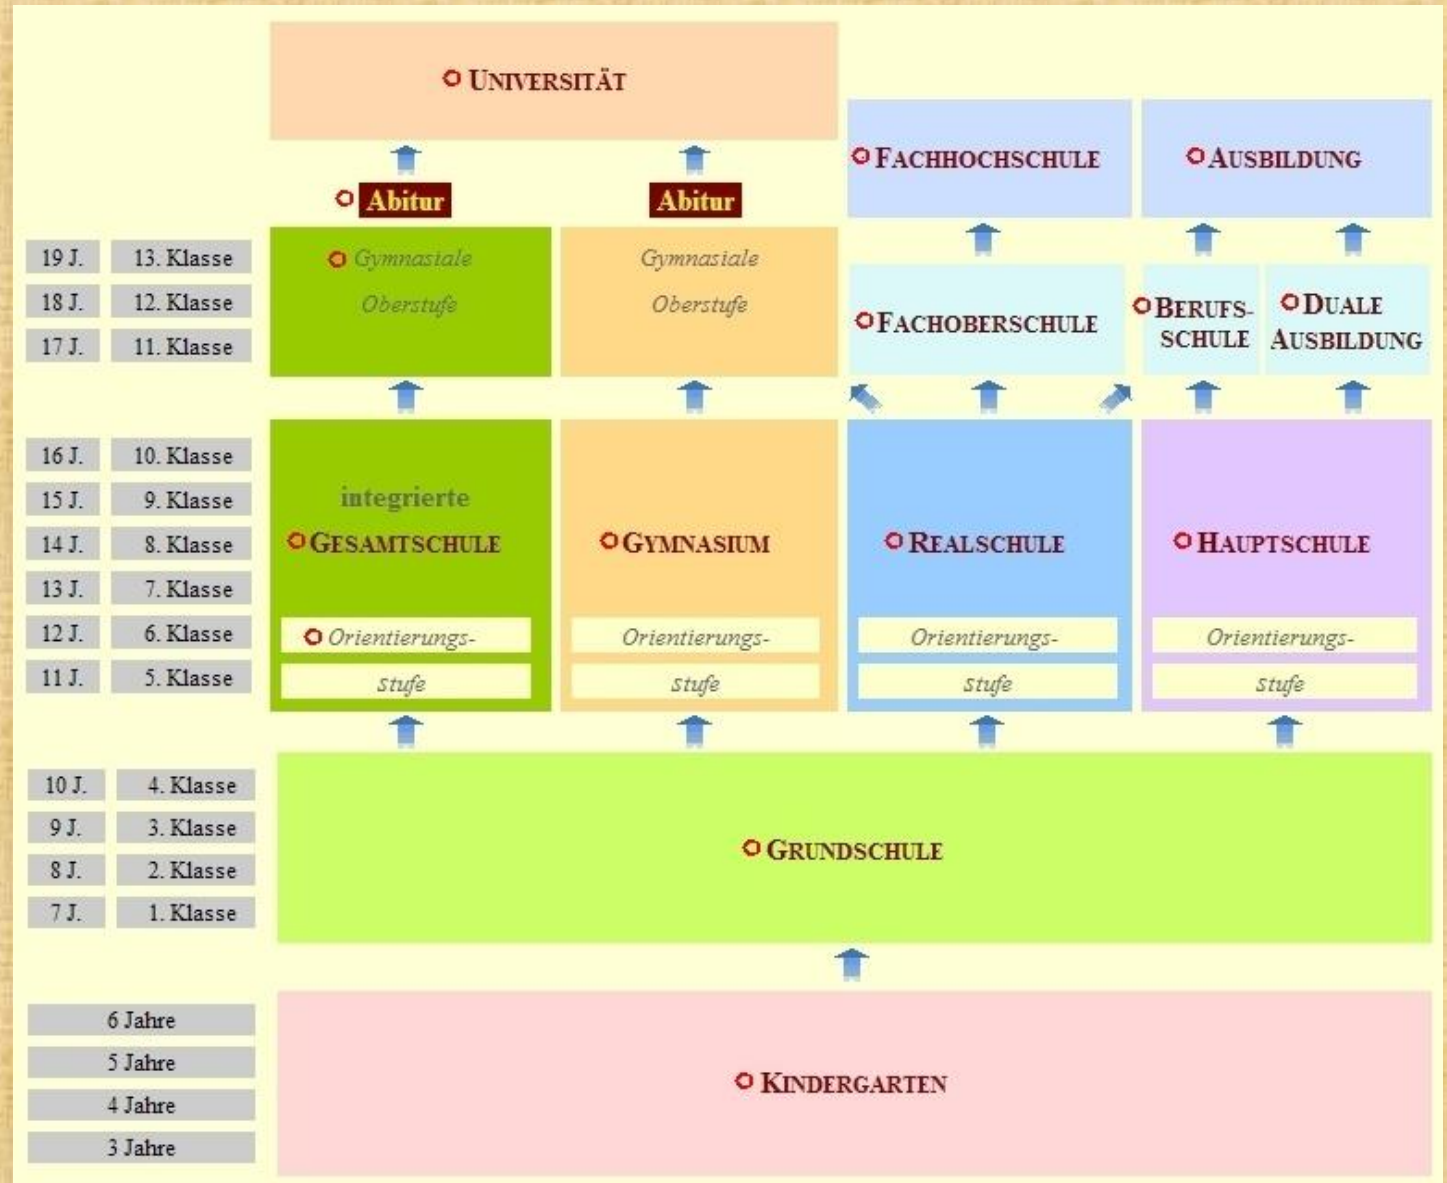 UNIVERSITÄT
FACHHOCHSCHULE
AUSBILDUNG
Abitur
Abitur
19 J. 13. Klasse
18 J. 12. Klasse
17 J. 11. Klasse
Gymnasiale
Oberstufe
Gymnasiale
Oberstufe
FACHOBERSCHULE
BERUFS-
SCHULE
DUALE
AUSBILDUNG
16 J. 10. Klasse
15 J. 9. Klasse
14 J. 8. Klasse
13 J. 7. Klasse
12 J. 6. Klasse
11 J. 5. Klasse
integrierte
GESAMTSCHULE
Orientierungs-
stufe
GYMNASIUM
Orientierungs-
stufe
REALSCHULE
Orientierungs-
stufe
HAUPTSCHULE
Orientierungs-
stufe
10 J. 4. Klasse
9 J. 3. Klasse
8 J. 2. Klasse
7 J. 1. Klasse
GRUNDSCHULE
6 Jahre
5 Jahre
4 Jahre
3 Jahre
KINDERGARTEN